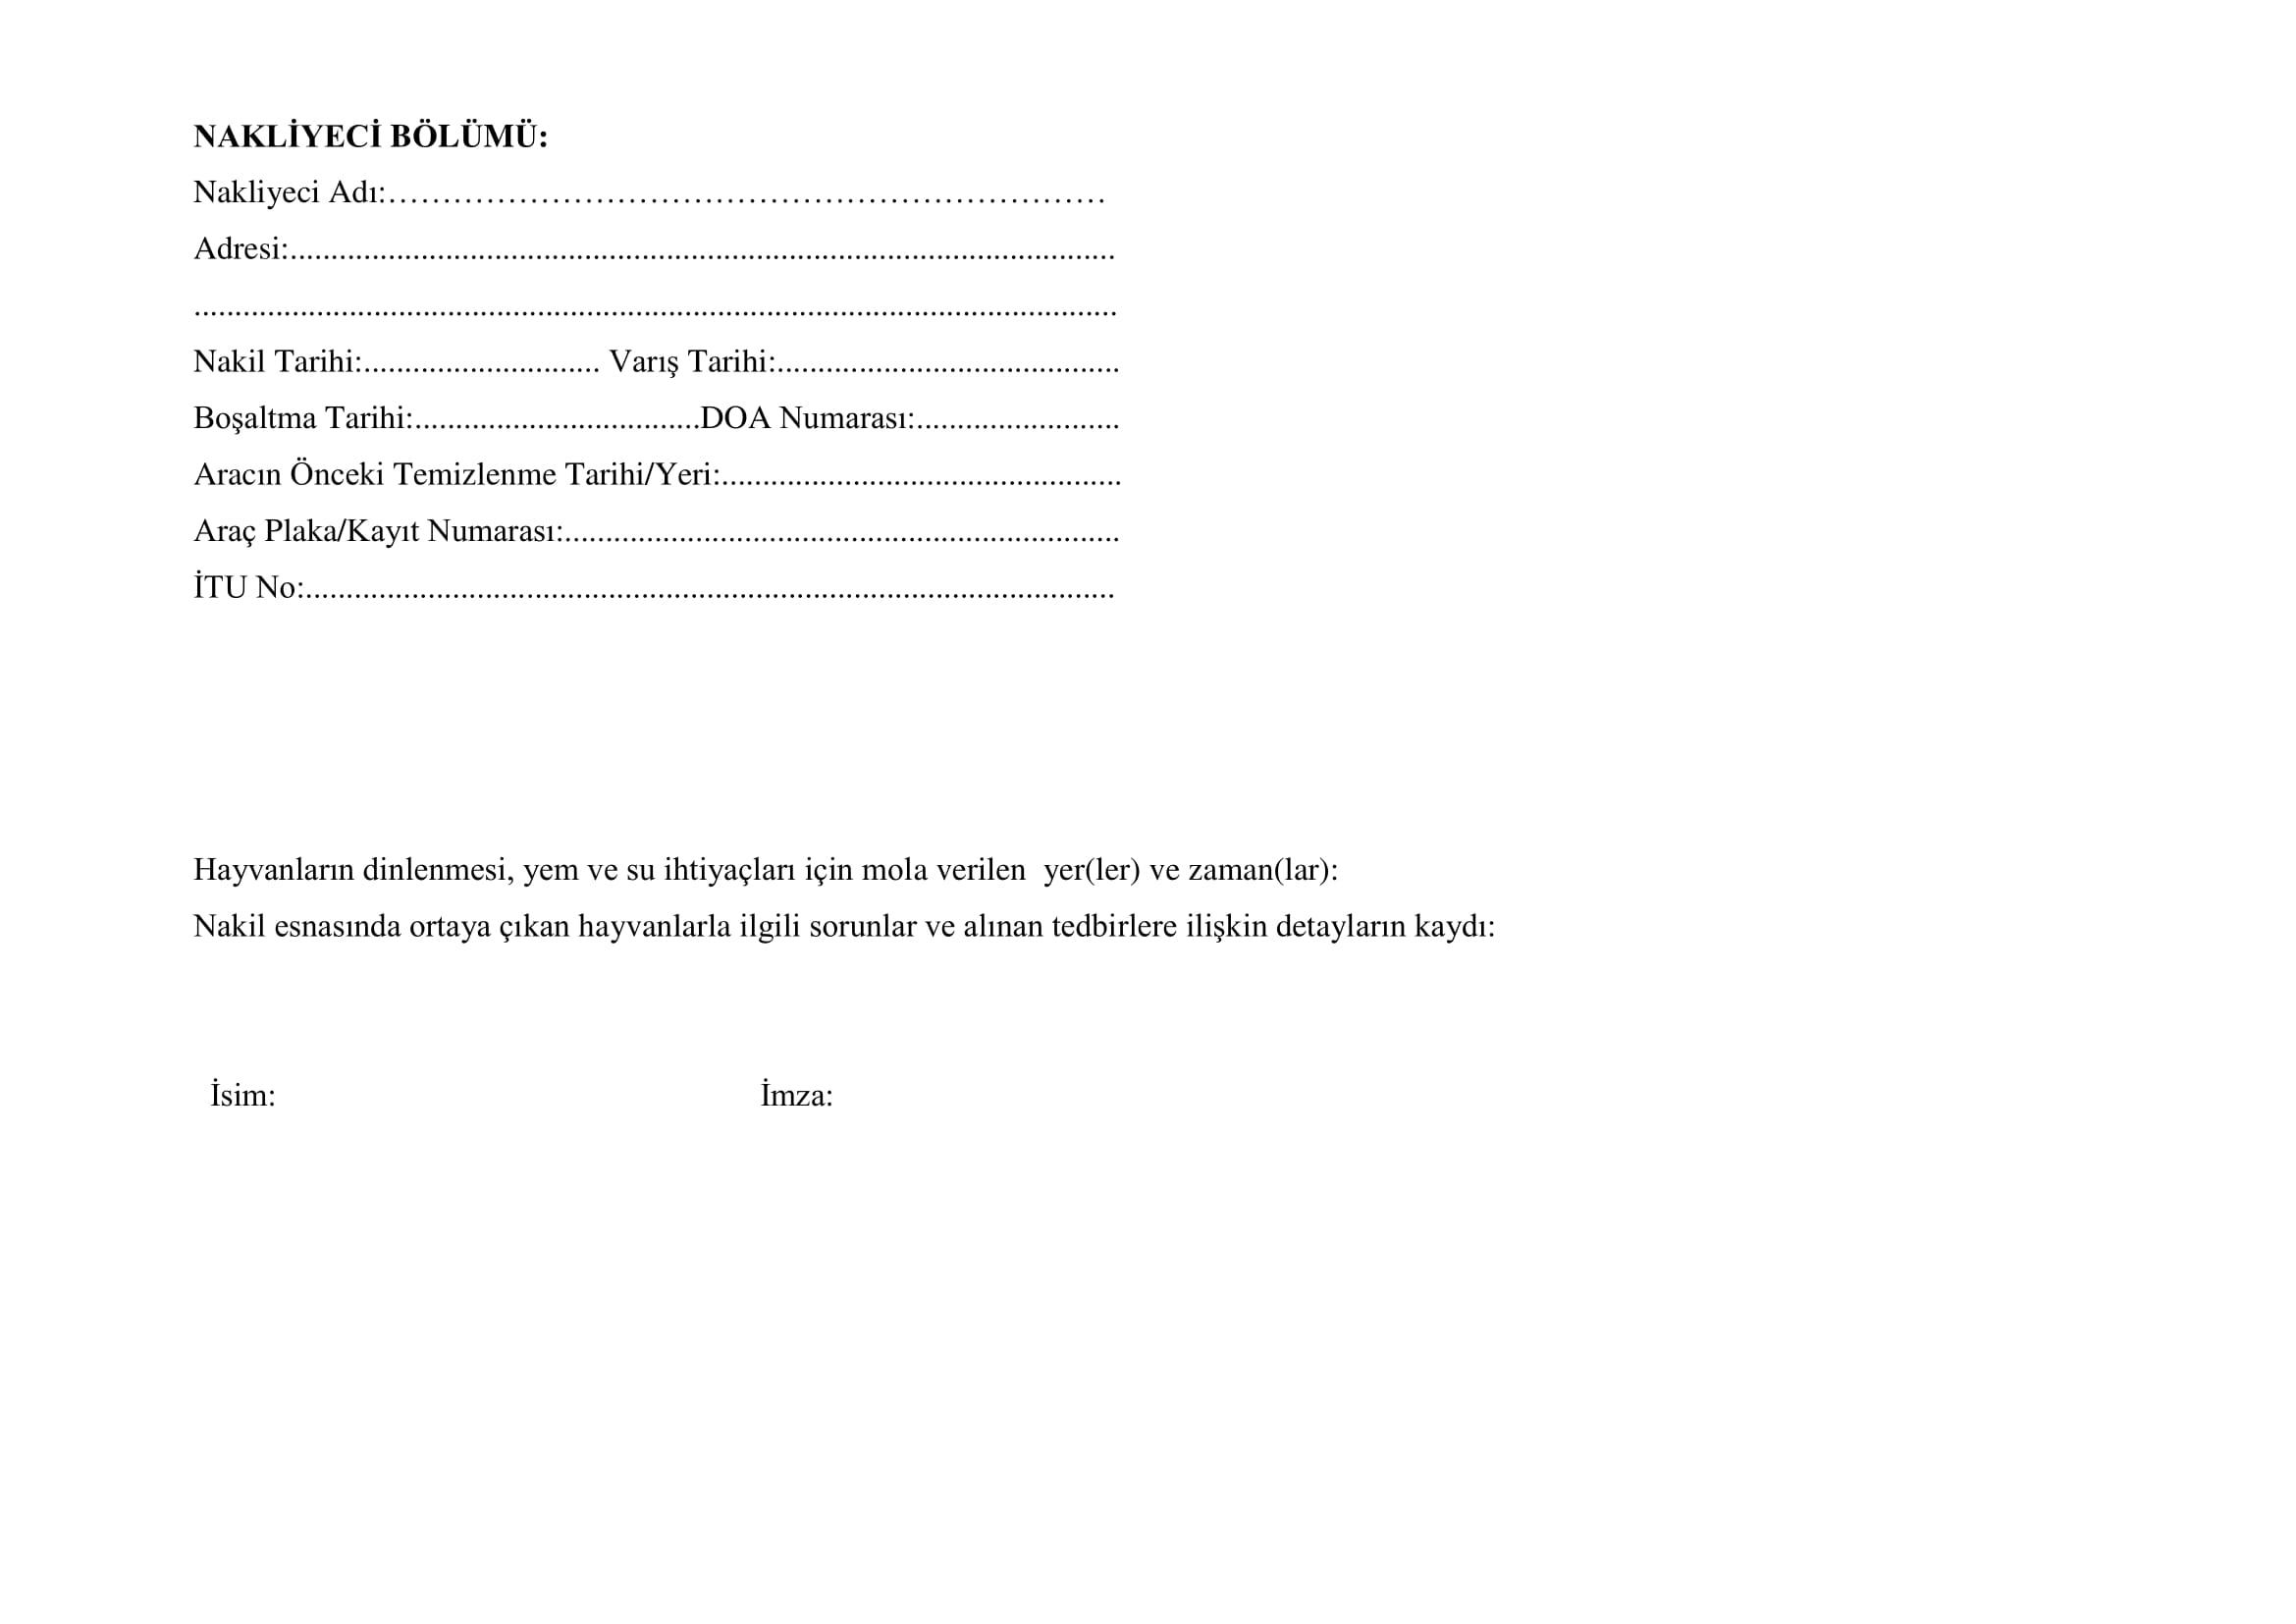 NAKLİYECİ BÖLÜMÜ:
Nakliyeci Adı:……………………………………………………………
Adresi:.....................................................................................................
.................................................................................................................
Nakil Tarihi:............................. Varış Tarihi:..........................................
Boşaltma Tarihi:...................................DOA Numarası:.........................
Aracın Önceki Temizlenme Tarihi/Yeri:.................................................
Araç Plaka/Kayıt Numarası:....................................................................
İTU No:...................................................................................................
Hayvanların dinlenmesi, yem ve su ihtiyaçları için mola verilen  yer(ler) ve zaman(lar):
Nakil esnasında ortaya çıkan hayvanlarla ilgili sorunlar ve alınan tedbirlere ilişkin detayların kaydı:
İsim: İmza: